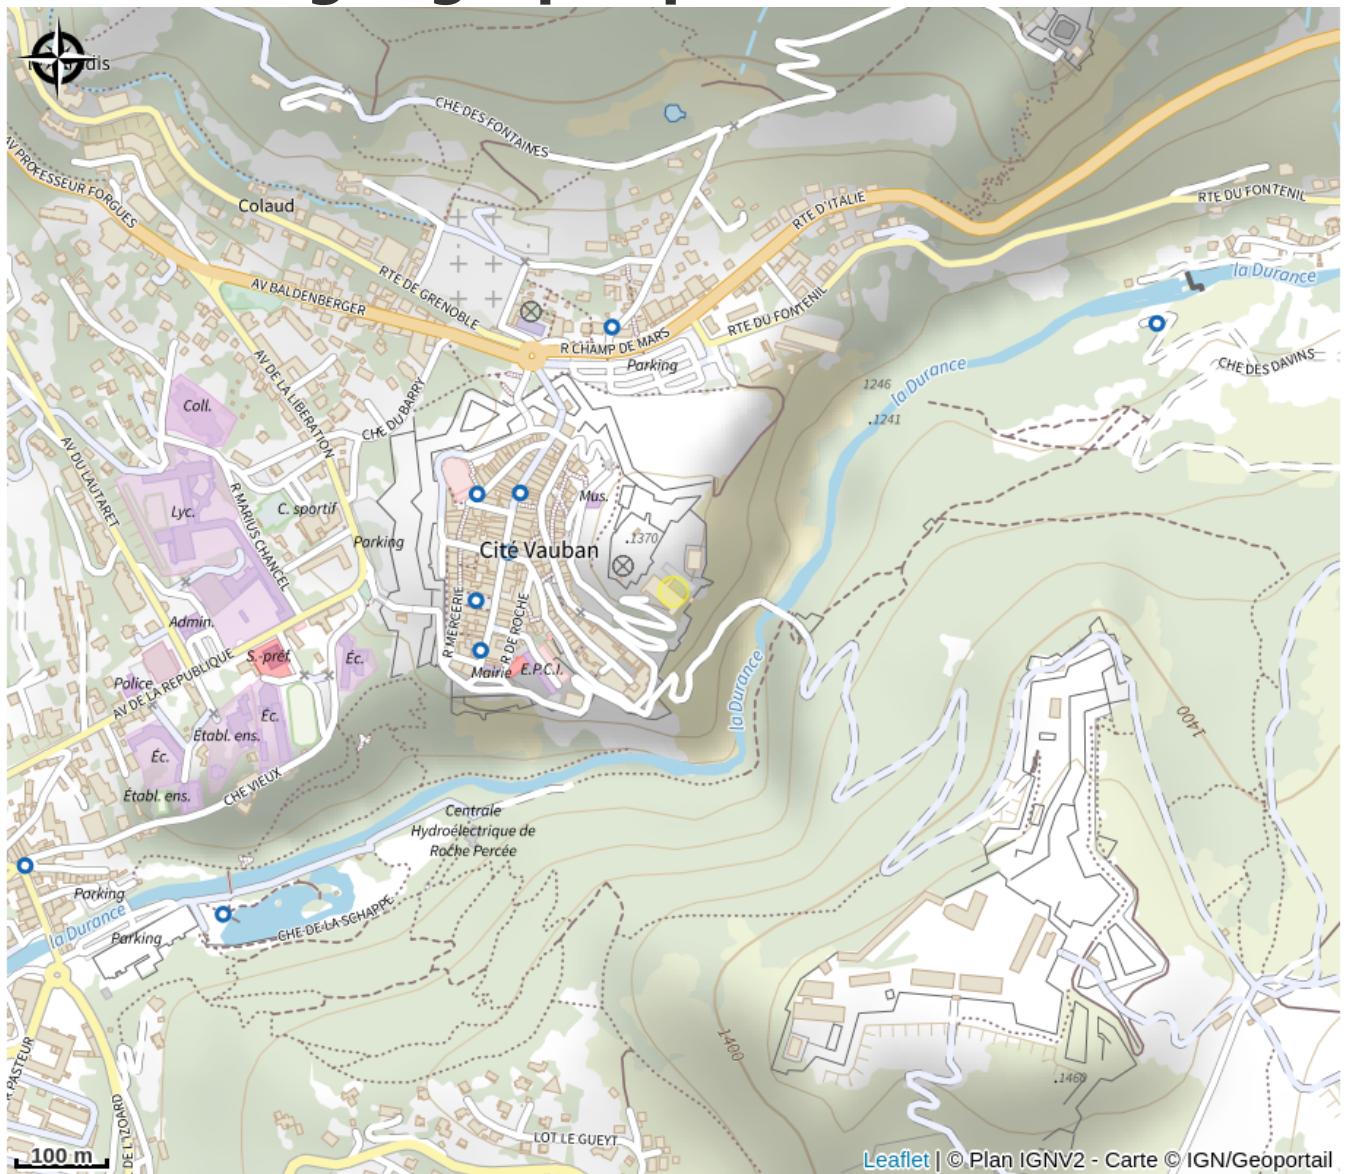 CHE DES FONTAINES
AV PROFESSEUR FORGUES
Colaud
RTE D'ITALIE
RTE DU FONTENIL
la Durance
RTE DE GRENOBLE
AV BALDENBERGER
RTE DU FONTENIL
R CHAMP DE MARS
Parking
CHE DES DAVINS
1246
la Durance
.1241
AV DE LA LIBERATION
CHE DU BARRY
Coll.
AV DU LAUTARET
R MARIUS CHANCEL
Lyc.
C. sportif
Mus.
Parking
Cité Vauban
.1370
R MERCERIE
R DE ROCHE
Admin.
S.-préf.
Éc.
Mairie
E.P.C.I.
Police
AV DE LA REPUBLIQUE
la Durance
1400
Éc.
Établ. ens.
Éc.
Établ. ens.
CHE VIEUX
Centrale
Hydroélectrique de
Roche Percée
Parking
la Durance
Parking
CHE DE LA SCHAPPE
1400
.1460
R PASTEUR
DE L'IZOARD
LOT LE GUEYT
100 m
Leaflet | © Plan IGNV2 - Carte © IGN/Geoportail